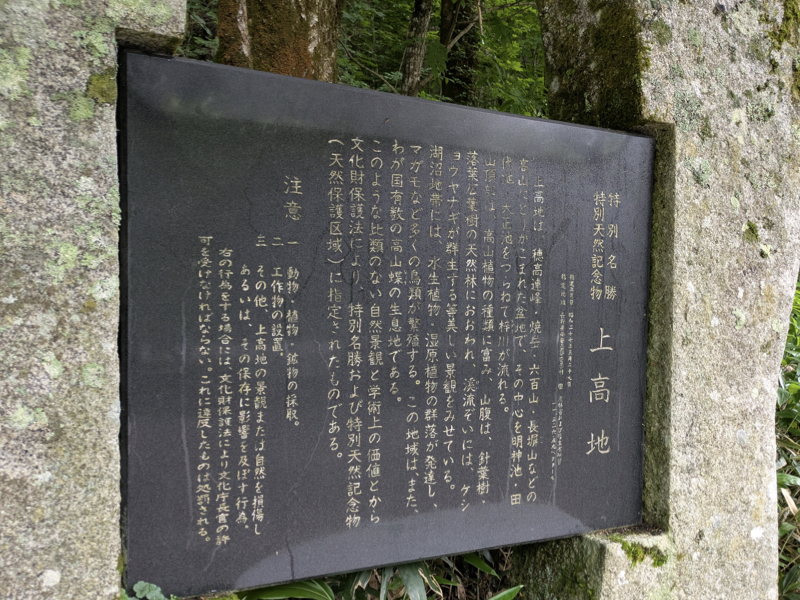 特別名勝
特別天然記念物
上高地
上高地は、穂高連峰・焼岳・六百山・長塀山などの
高山にとりかこまれた盆地で、その中心を明神池・田
代池・大正池をつらねて梓川が流れる。
山頂には、高山植物の種類に富み、山腹は、針葉樹・
落葉広葉樹の天然林におおわれ、渓流ぞいには、ケシ
ョウヤナギが群生する等美しい景観をみせている。
湖沼地帯には、水生植物・湿原植物の群落が発達し、
マガモなど多くの鳥類が繁殖する。この地域は、また、
わが国有数の高山蝶の生息地である。
このような比類のない自然景観と学術上の価値とから
文化財保護法により、特別名勝および特別天然記念物
(天然保護区域)に指定されたものである。
注意
一 動物・植物・鉱物の採取。
二 工作物の設置。
三 その他、上高地の景観または自然を損傷し
あるいは、その保存に影響を及ぼす行為、
右の行為をする場合には、文化財保護法により文化庁長官の許
可を受けなければならない。これに違反したものは処罰される。